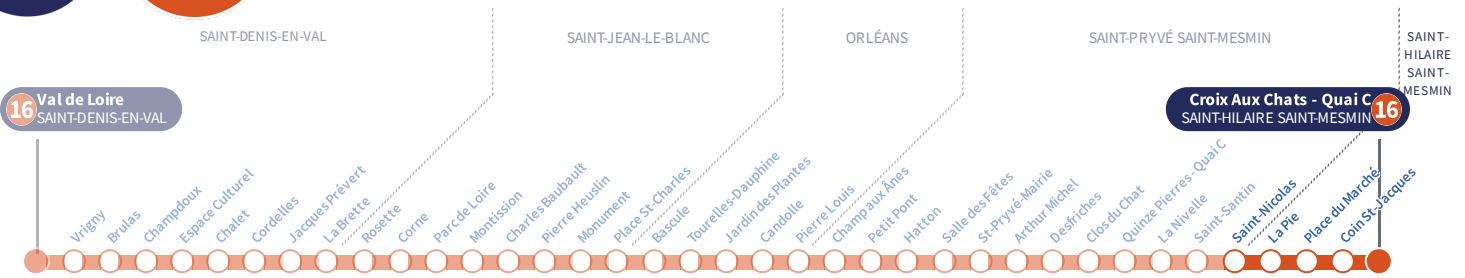 SAINT-DENIS-EN-VAL
SAINT-JEAN-LE-BLANC
ORLÉANS
SAINT-PRYVÉ SAINT-MESMIN
SAINT-
HILAIRE
SAINT-
MESMIN
16
Val de Loire
SAINT-DENIS-EN-VAL
Croix Aux Chats - Quai C
SAINT-HILAIRE SAINT-MESMIN
16
Vrigny
Brulas
Champdoux
Espace Culturel
Chalet
Cordelles
Jacques Prévert
La Brette
Rosette
Corne
Parc de Loire
Montission
Charles Baubault
Pierre Heuslin
Monument
Place St-Charles
Bascule
Tourelles-Dauphine
Jardin des Plantes
Candolle
Pierre Louis
Champ aux Ânes
Petit Pont
Hatton
Salle des Fêtes
St-Pryvé-Mairie
Arthur Michel
Desfriches
Clos du Chat
Quinze Pierres - Quai C
La Nivelle
Saint-Santin
Saint-Nicolas
La Pie
Place du Marché
Coin St-Jacques